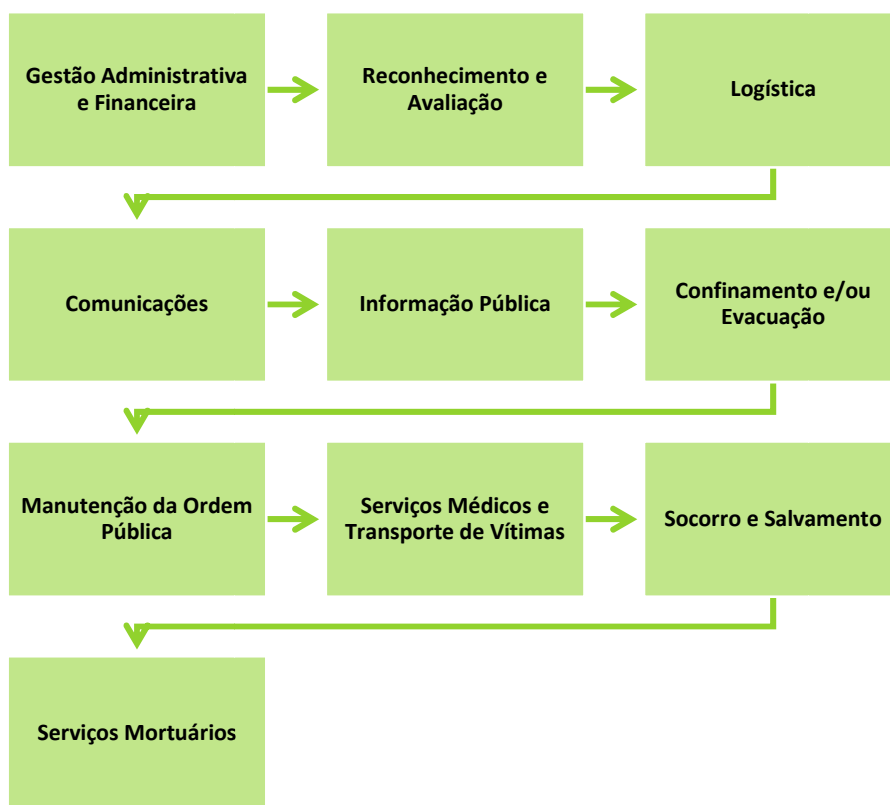 Gestão Administrativa
e Financeira
Reconhecimento e
Avaliação
Logística
Comunicações
Informação Pública
Confinamento e/ou
Evacuação
Manutenção da Ordem
Pública
Serviços Médicos e
Transporte de Vítimas
Socorro e Salvamento
Serviços Mortuários